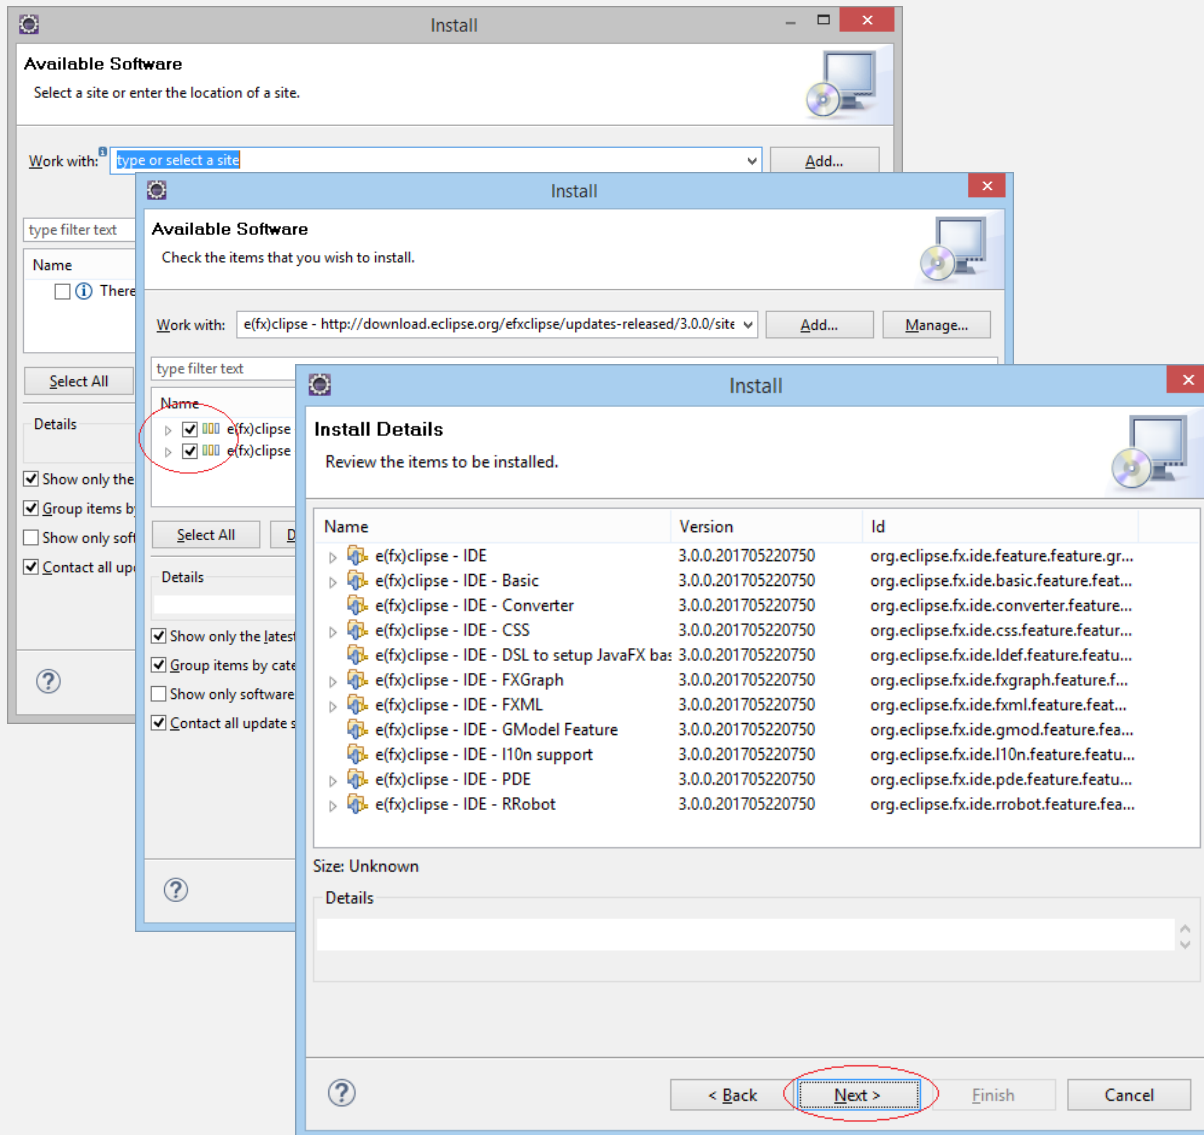 Install
Available Software
Select a site or enter the location of a site.
Work with: type or select a site Add...
type filter text
Name
There
Select All
Details
Show only the
Group items by
Show only soft
Contact all up
Install
Available Software
Check the items that you wish to install.
Work with: e(fx)clipse - http://download.eclipse.org/efxclipse/updates-released/3.0.0/site Add... Manage...
type filter text
Name
e(fx)clipse
e(fx)clipse
Select All D
Details
Show only the latest
Group items by cate
Show only software
Contact all update s
Install
Install Details
Review the items to be installed.
Name Version Id
e(fx)clipse - IDE 3.0.0.201705220750 org.eclipse.fx.ide.feature.feature.gr...
e(fx)clipse - IDE - Basic 3.0.0.201705220750 org.eclipse.fx.ide.basic.feature.feat...
e(fx)clipse - IDE - Converter 3.0.0.201705220750 org.eclipse.fx.ide.converter.feature...
e(fx)clipse - IDE - CSS 3.0.0.201705220750 org.eclipse.fx.ide.css.feature.featur...
e(fx)clipse - IDE - DSL to setup JavaFX bas 3.0.0.201705220750 org.eclipse.fx.ide.ldef.feature.featu...
e(fx)clipse - IDE - FXGraph 3.0.0.201705220750 org.eclipse.fx.ide.fxgraph.feature.f...
e(fx)clipse - IDE - FXML 3.0.0.201705220750 org.eclipse.fx.ide.fxml.feature.feat...
e(fx)clipse - IDE - GModel Feature 3.0.0.201705220750 org.eclipse.fx.ide.gmod.feature.fea...
e(fx)clipse - IDE - l10n support 3.0.0.201705220750 org.eclipse.fx.ide.l10n.feature.featu...
e(fx)clipse - IDE - PDE 3.0.0.201705220750 org.eclipse.fx.ide.pde.feature.featu...
e(fx)clipse - IDE - RRobot 3.0.0.201705220750 org.eclipse.fx.ide.rrobot.feature.fea...
Size: Unknown
Details
< Back Next > Finish Cancel